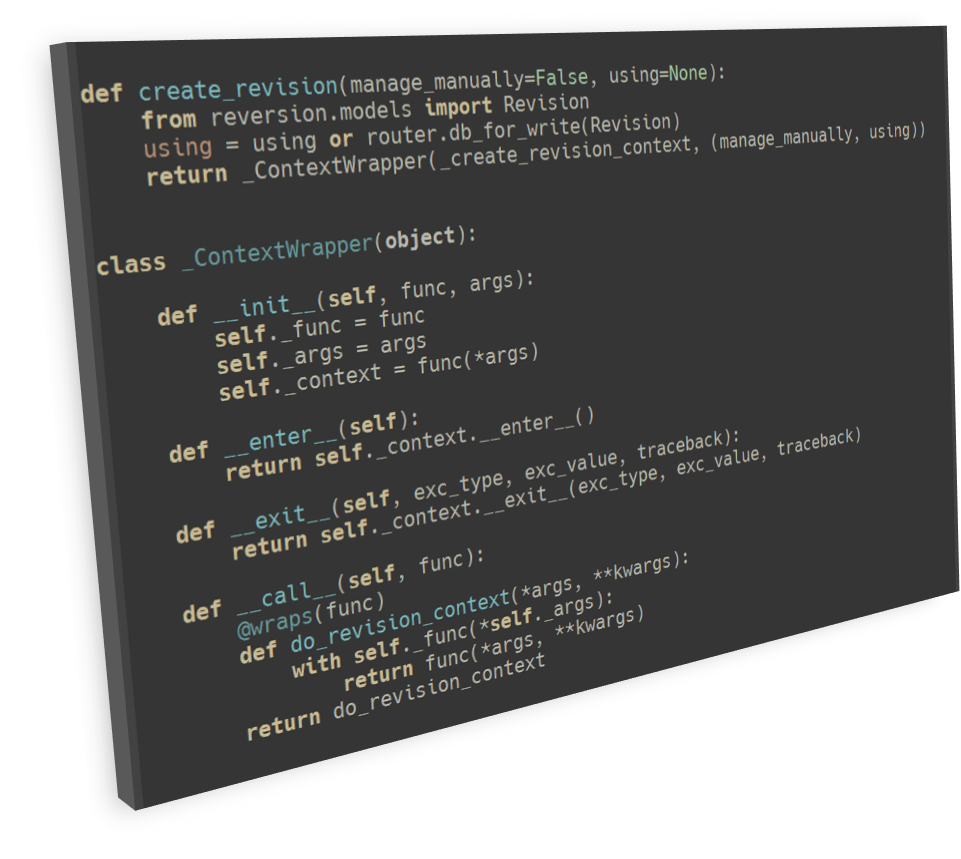 def create_revision(manage_manually=False, using=None):
    from reversion.models import Revision
    using = using or router.db_for_write(Revision)
    return _ContextWrapper(_create_revision_context, (manage_manually, using))
class _ContextWrapper(object):
    def __init__(self, func, args):
        self._func = func
        self._args = args
        self._context = func(*args)
    def __enter__(self):
        return self._context.__enter__()
    def __exit__(self, exc_type, exc_value, traceback):
        return self._context.__exit__(exc_type, exc_value, traceback)
    def __call__(self, func):
        @wraps(func)
        def do_revision_context(*args, **kwargs):
            with self._func(*self._args):
                return func(*args, **kwargs)
        return do_revision_context